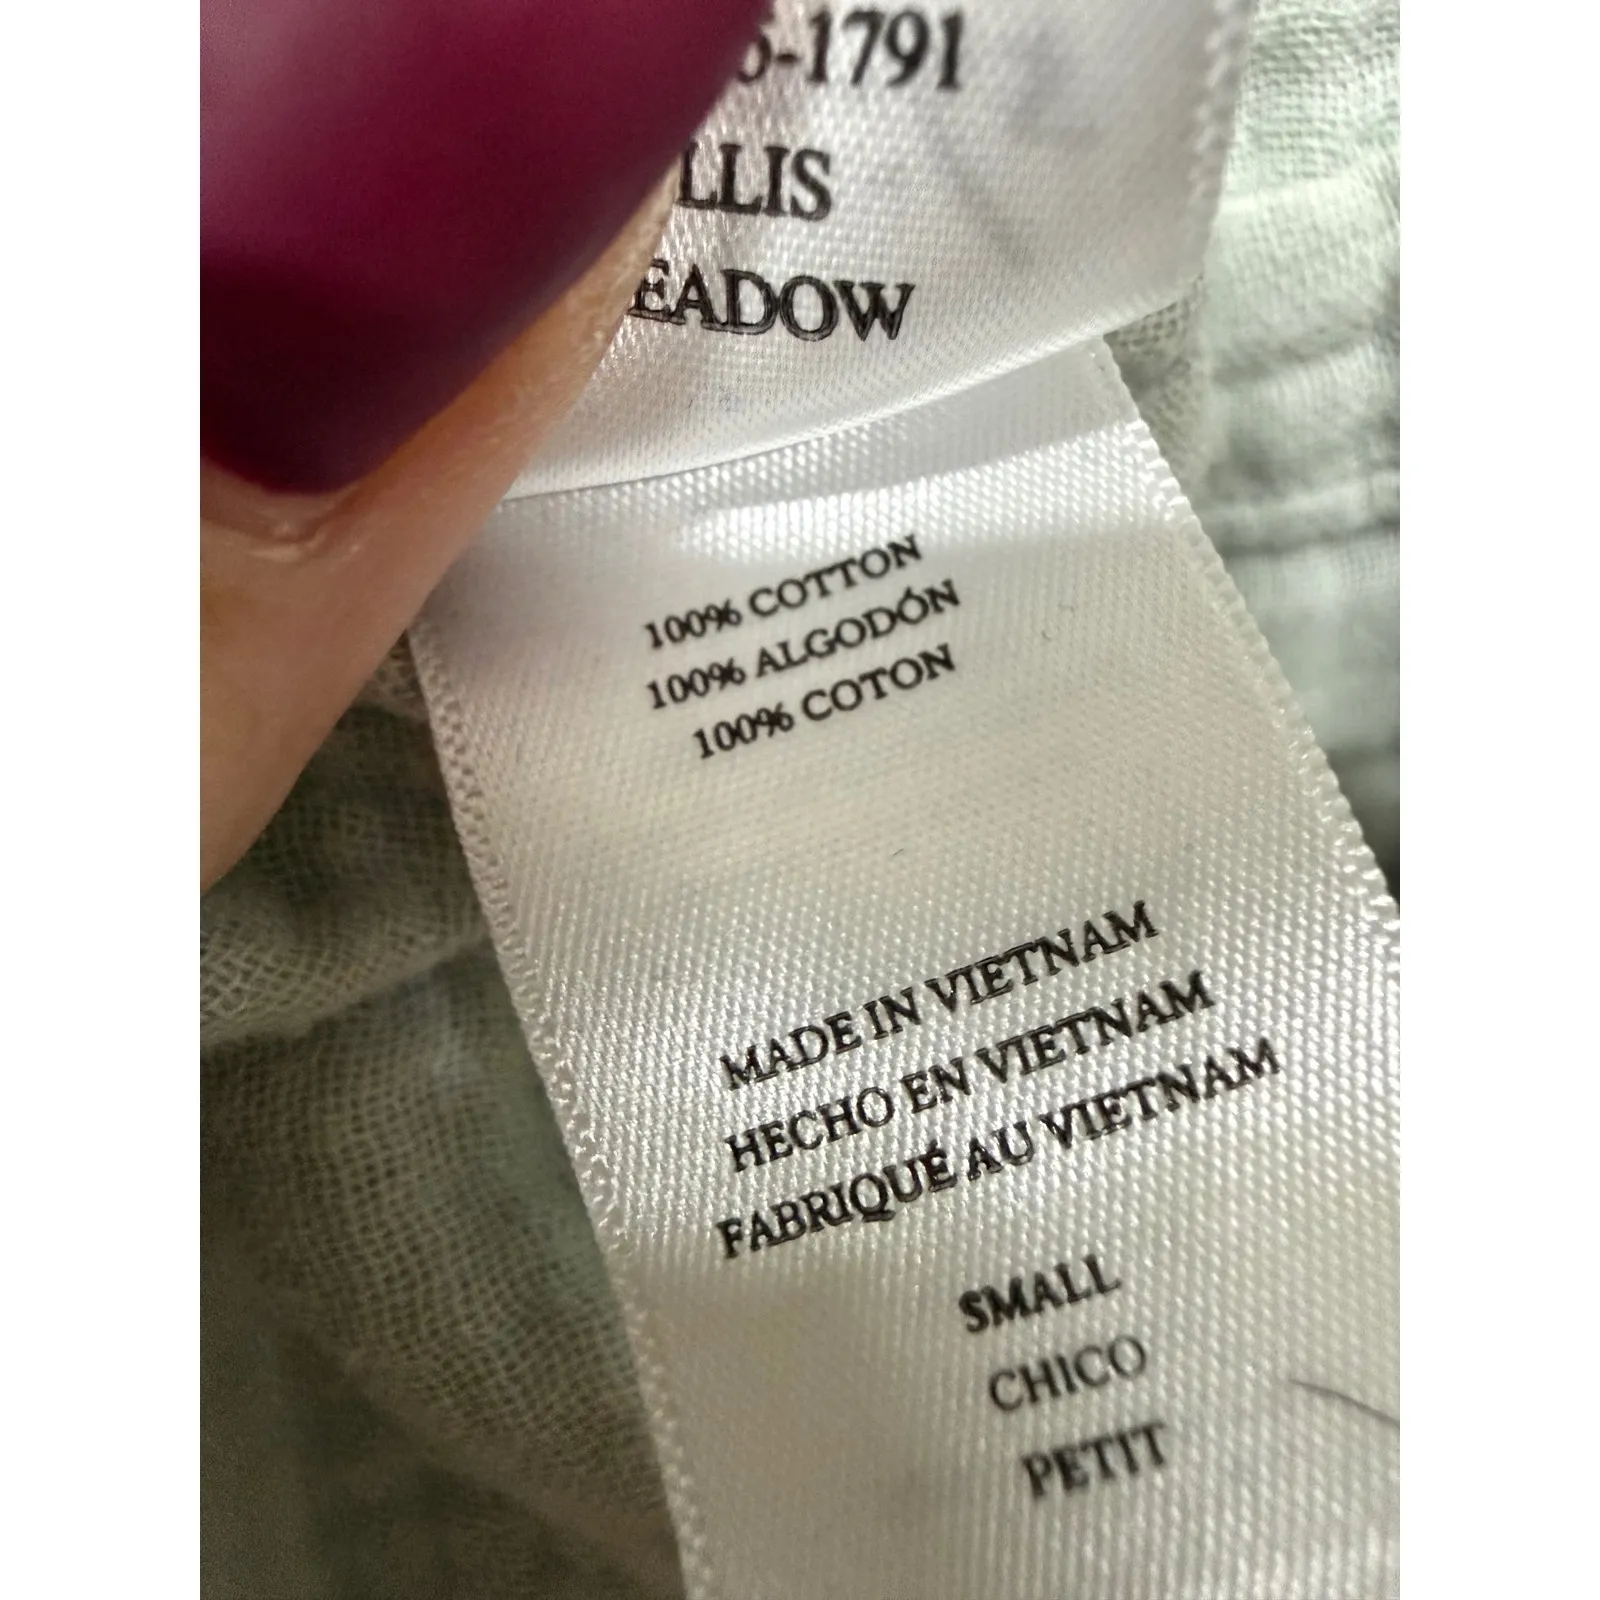 -1791
LLIS
EADOW
100% COTTON
100% ALGODÓN
100% COTON
MADE IN VIETNAM
HECHO EN VIETNAM
FABRIQUÉ AU VIETNAM
SMALL
CHICO
PETIT